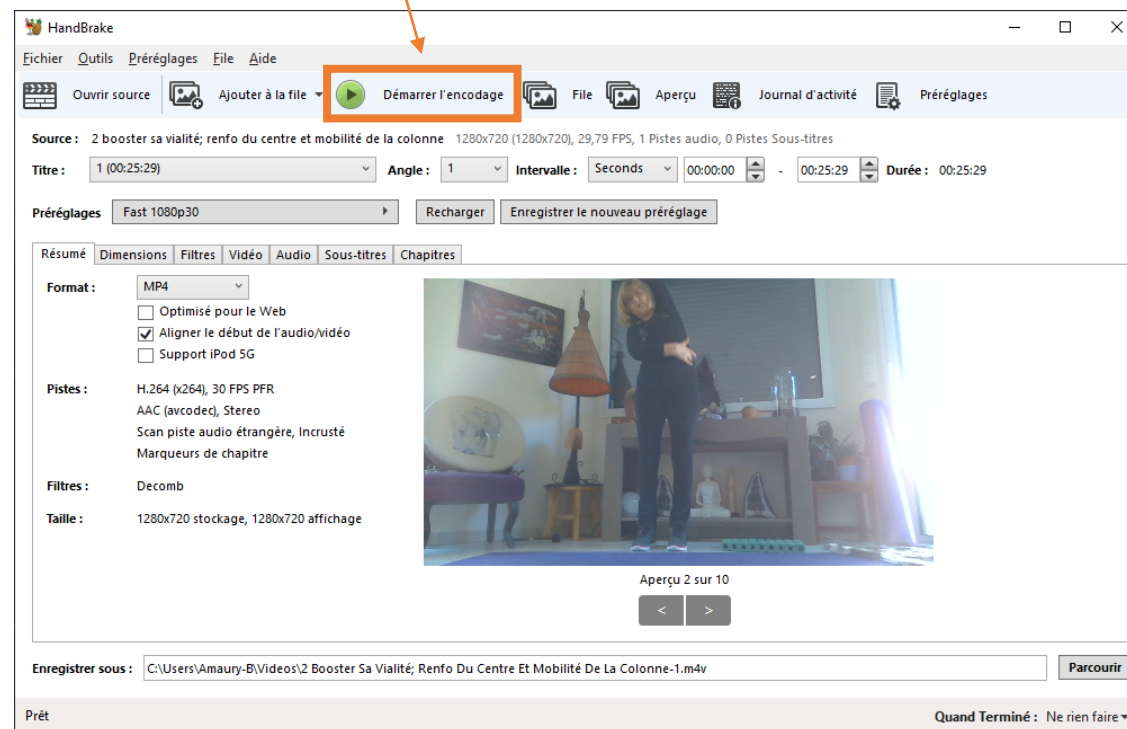 HandBrake
Fichier Outils Préréglages File Aide
Ouvrir source Ajouter à la file Démarrer l'encodage File Aperçu Journal d'activité Préréglages
Source : 2 booster sa vialité; renfo du centre et mobilité de la colonne 1280x720 (1280x720), 29,79 FPS, 1 Pistes audio, 0 Pistes Sous-titres
Titre : 1 (00:25:29) Angle : 1 Intervalle : Seconds 00:00:00 - 00:25:29 Durée : 00:25:29
Préréglages Fast 1080p30 Recharger Enregistrer le nouveau préréglage
Résumé Dimensions Filtres Vidéo Audio Sous-titres Chapitres
Format : MP4
Optimisé pour le Web
Aligner le début de l'audio/vidéo
Support iPod 5G
Pistes : H.264 (x264), 30 FPS PFR
AAC (avcodec), Stereo
Scan piste audio étrangère, Incrusté
Marqueurs de chapitre
Filtres : Decomb
Taille : 1280x720 stockage, 1280x720 affichage
Aperçu 2 sur 10
< >
Enregistrer sous : C:\Users\Amaury-B\Videos\2 Booster Sa Vialité; Renfo Du Centre Et Mobilité De La Colonne-1.m4v Parcourir
Prêt Quand Terminé : Ne rien faire